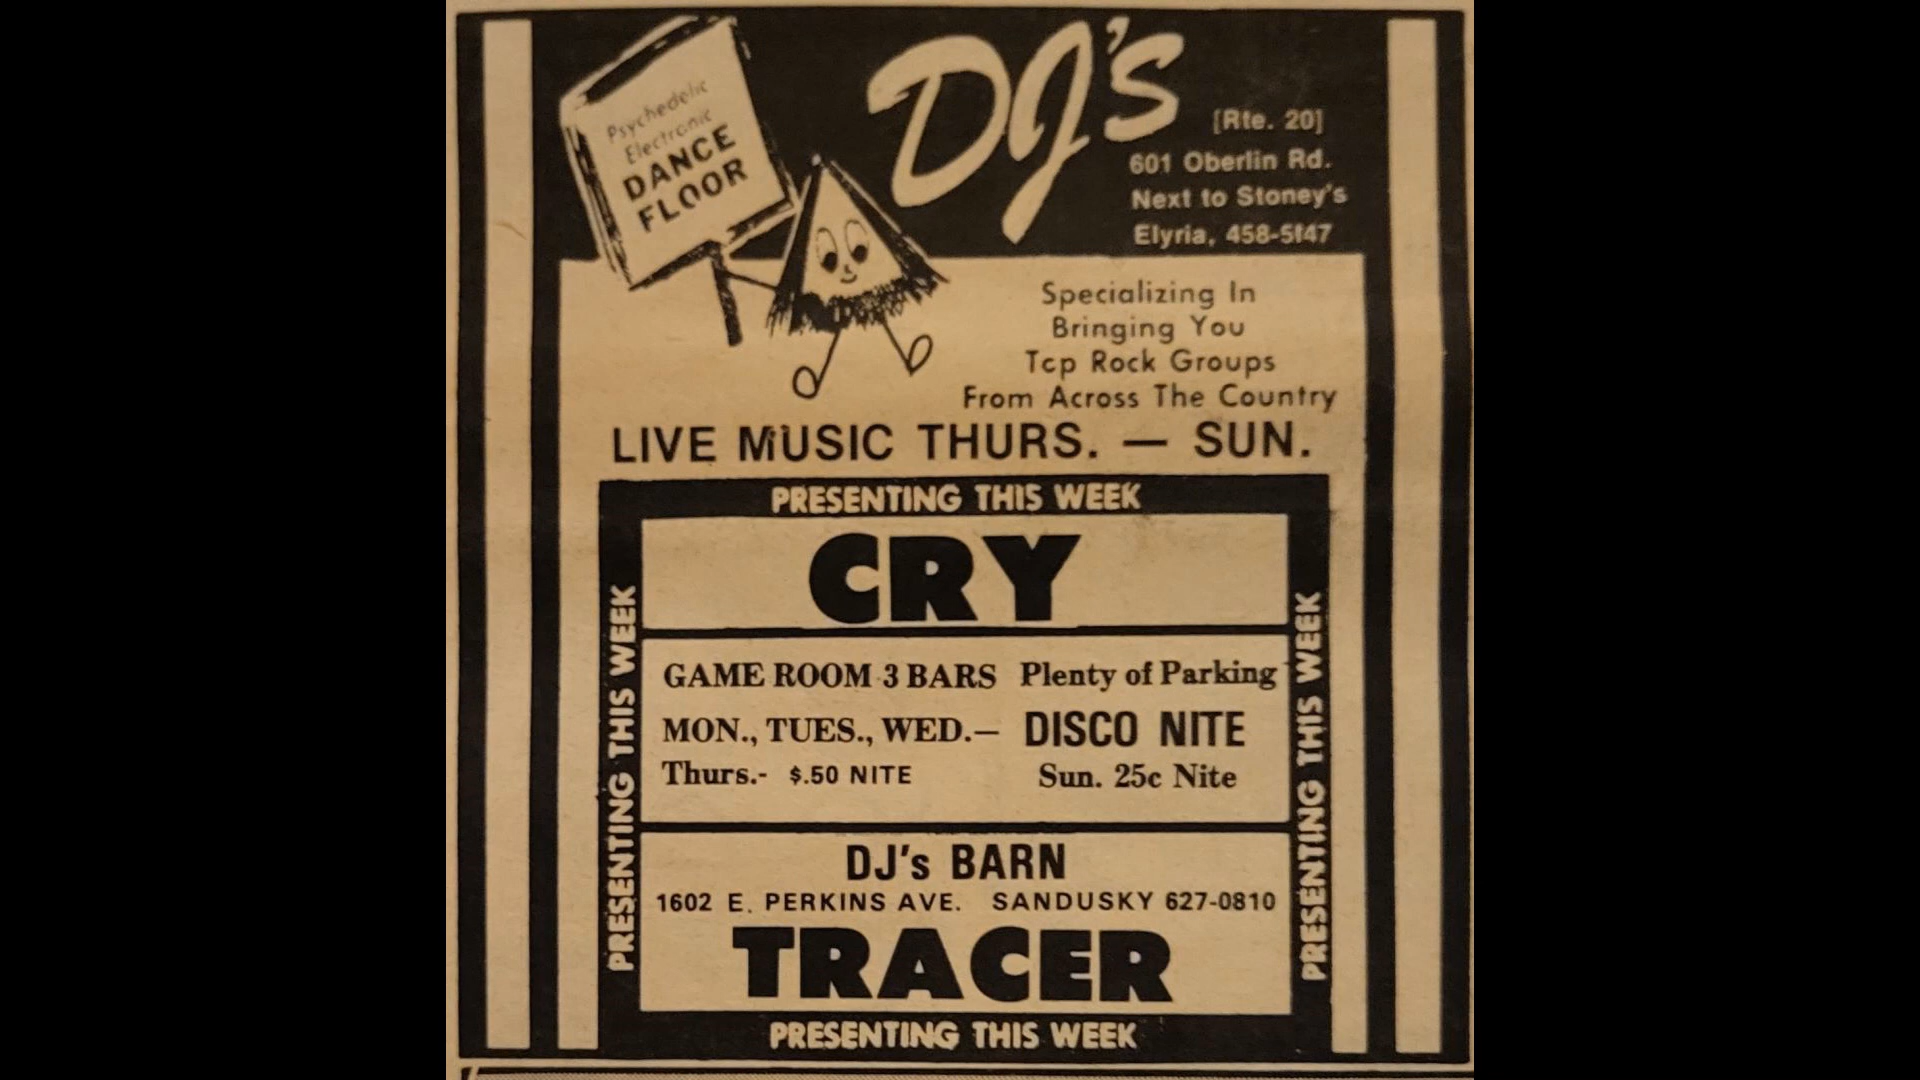 Psychedelic
Electronic
DANCE
FLOOR
DJ's
[Rte. 20]
601 Oberlin Rd.
Next to Stoney's
Elyria, 458-5147
Specializing In
Bringing You
Top Rock Groups
From Across The Country
LIVE MUSIC THURS. — SUN.
PRESENTING THIS WEEK
CRY
PRESENTING THIS WEEK
PRESENTING THIS WEEK
GAME ROOM 3 BARS Plenty of Parking
MON., TUES., WED.— DISCO NITE
Thurs.- $.50 NITE Sun. 25c Nite
DJ's BARN
1602 E. PERKINS AVE. SANDUSKY 627-0810
TRACER
PRESENTING THIS WEEK